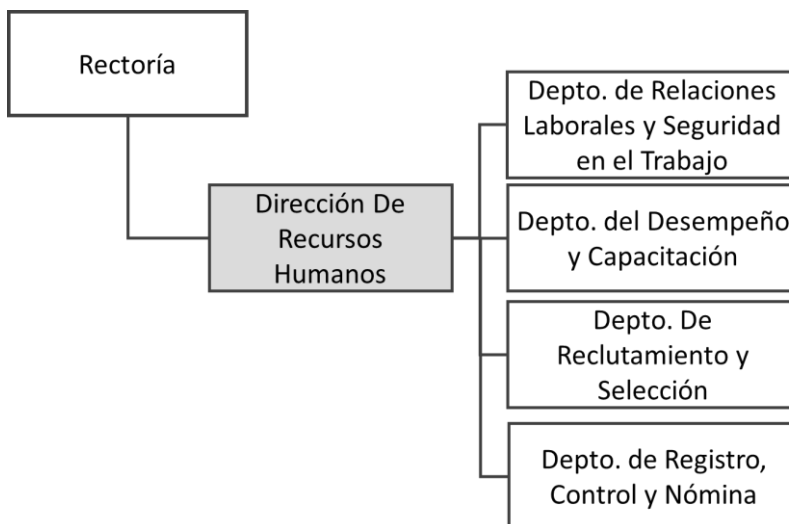 Rectoría
Dirección De
Recursos
Humanos
Depto. de Relaciones
Laborales y Seguridad
en el Trabajo
Depto. del Desempeño
y Capacitación
Depto. De
Reclutamiento y
Selección
Depto. de Registro,
Control y Nómina